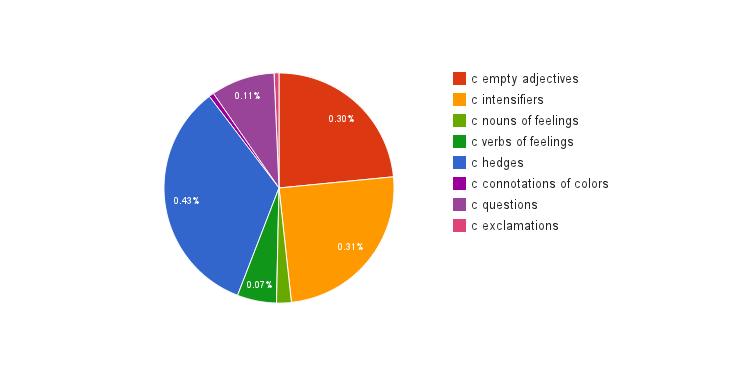 0.30%
0.31%
0.07%
0.43%
0.11%
c empty adjectives
c intensifiers
c nouns of feelings
c verbs of feelings
c hedges
c connotations of colors
c questions
c exclamations